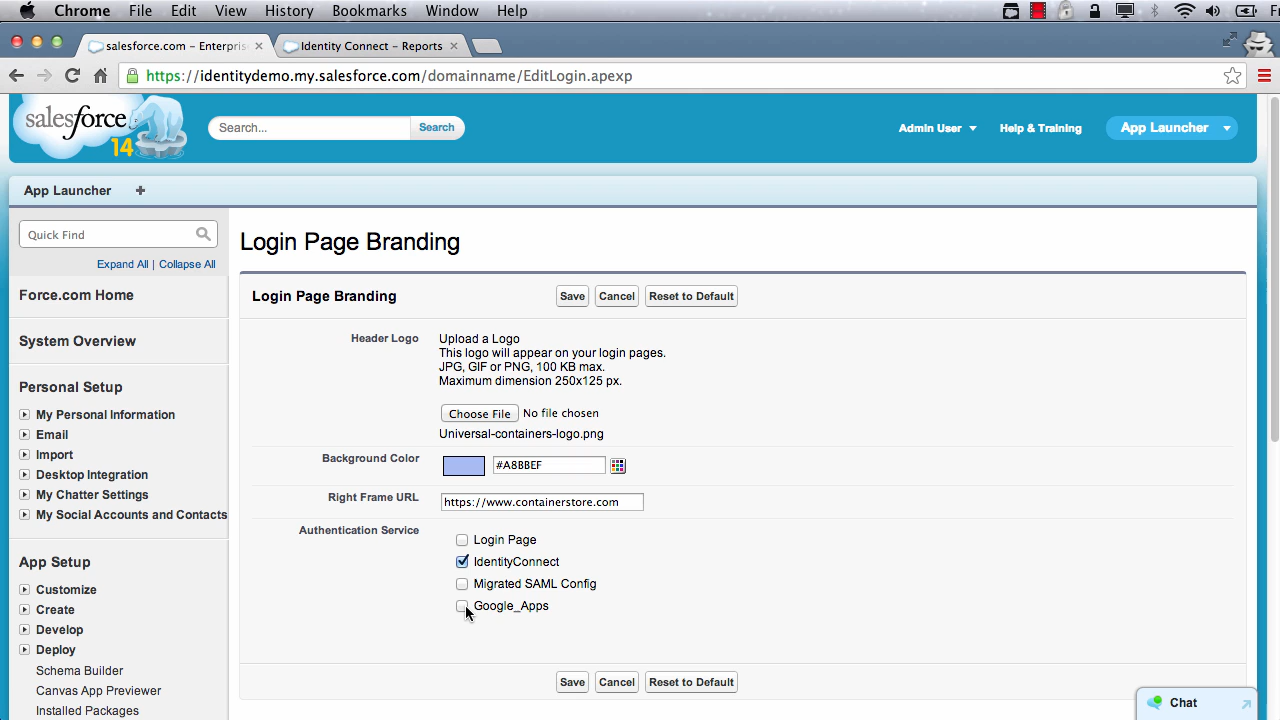 Chrome File Edit View History Bookmarks Window Help
salesforce.com – Enterpris
Identity Connect – Reports
https://identitydemo.my.salesforce.com/domainname/EditLogin.apexp
salesforce
14
Search...
Search
Admin User
Help & Training
App Launcher
App Launcher
Quick Find
Expand All | Collapse All
Force.com Home
System Overview
Personal Setup
My Personal Information
Email
Import
Desktop Integration
My Chatter Settings
My Social Accounts and Contacts
App Setup
Customize
Create
Develop
Deploy
Schema Builder
Canvas App Previewer
Installed Packages
Login Page Branding
Login Page Branding
Save Cancel Reset to Default
Header Logo
Upload a Logo
This logo will appear on your login pages.
JPG, GIF or PNG, 100 KB max.
Maximum dimension 250x125 px.
Choose File No file chosen
Universal-containers-logo.png
Background Color
#A8BBEF
Right Frame URL
https://www.containerstore.com
Authentication Service
Login Page
IdentityConnect
Migrated SAML Config
Google_Apps
Save Cancel Reset to Default
Chat